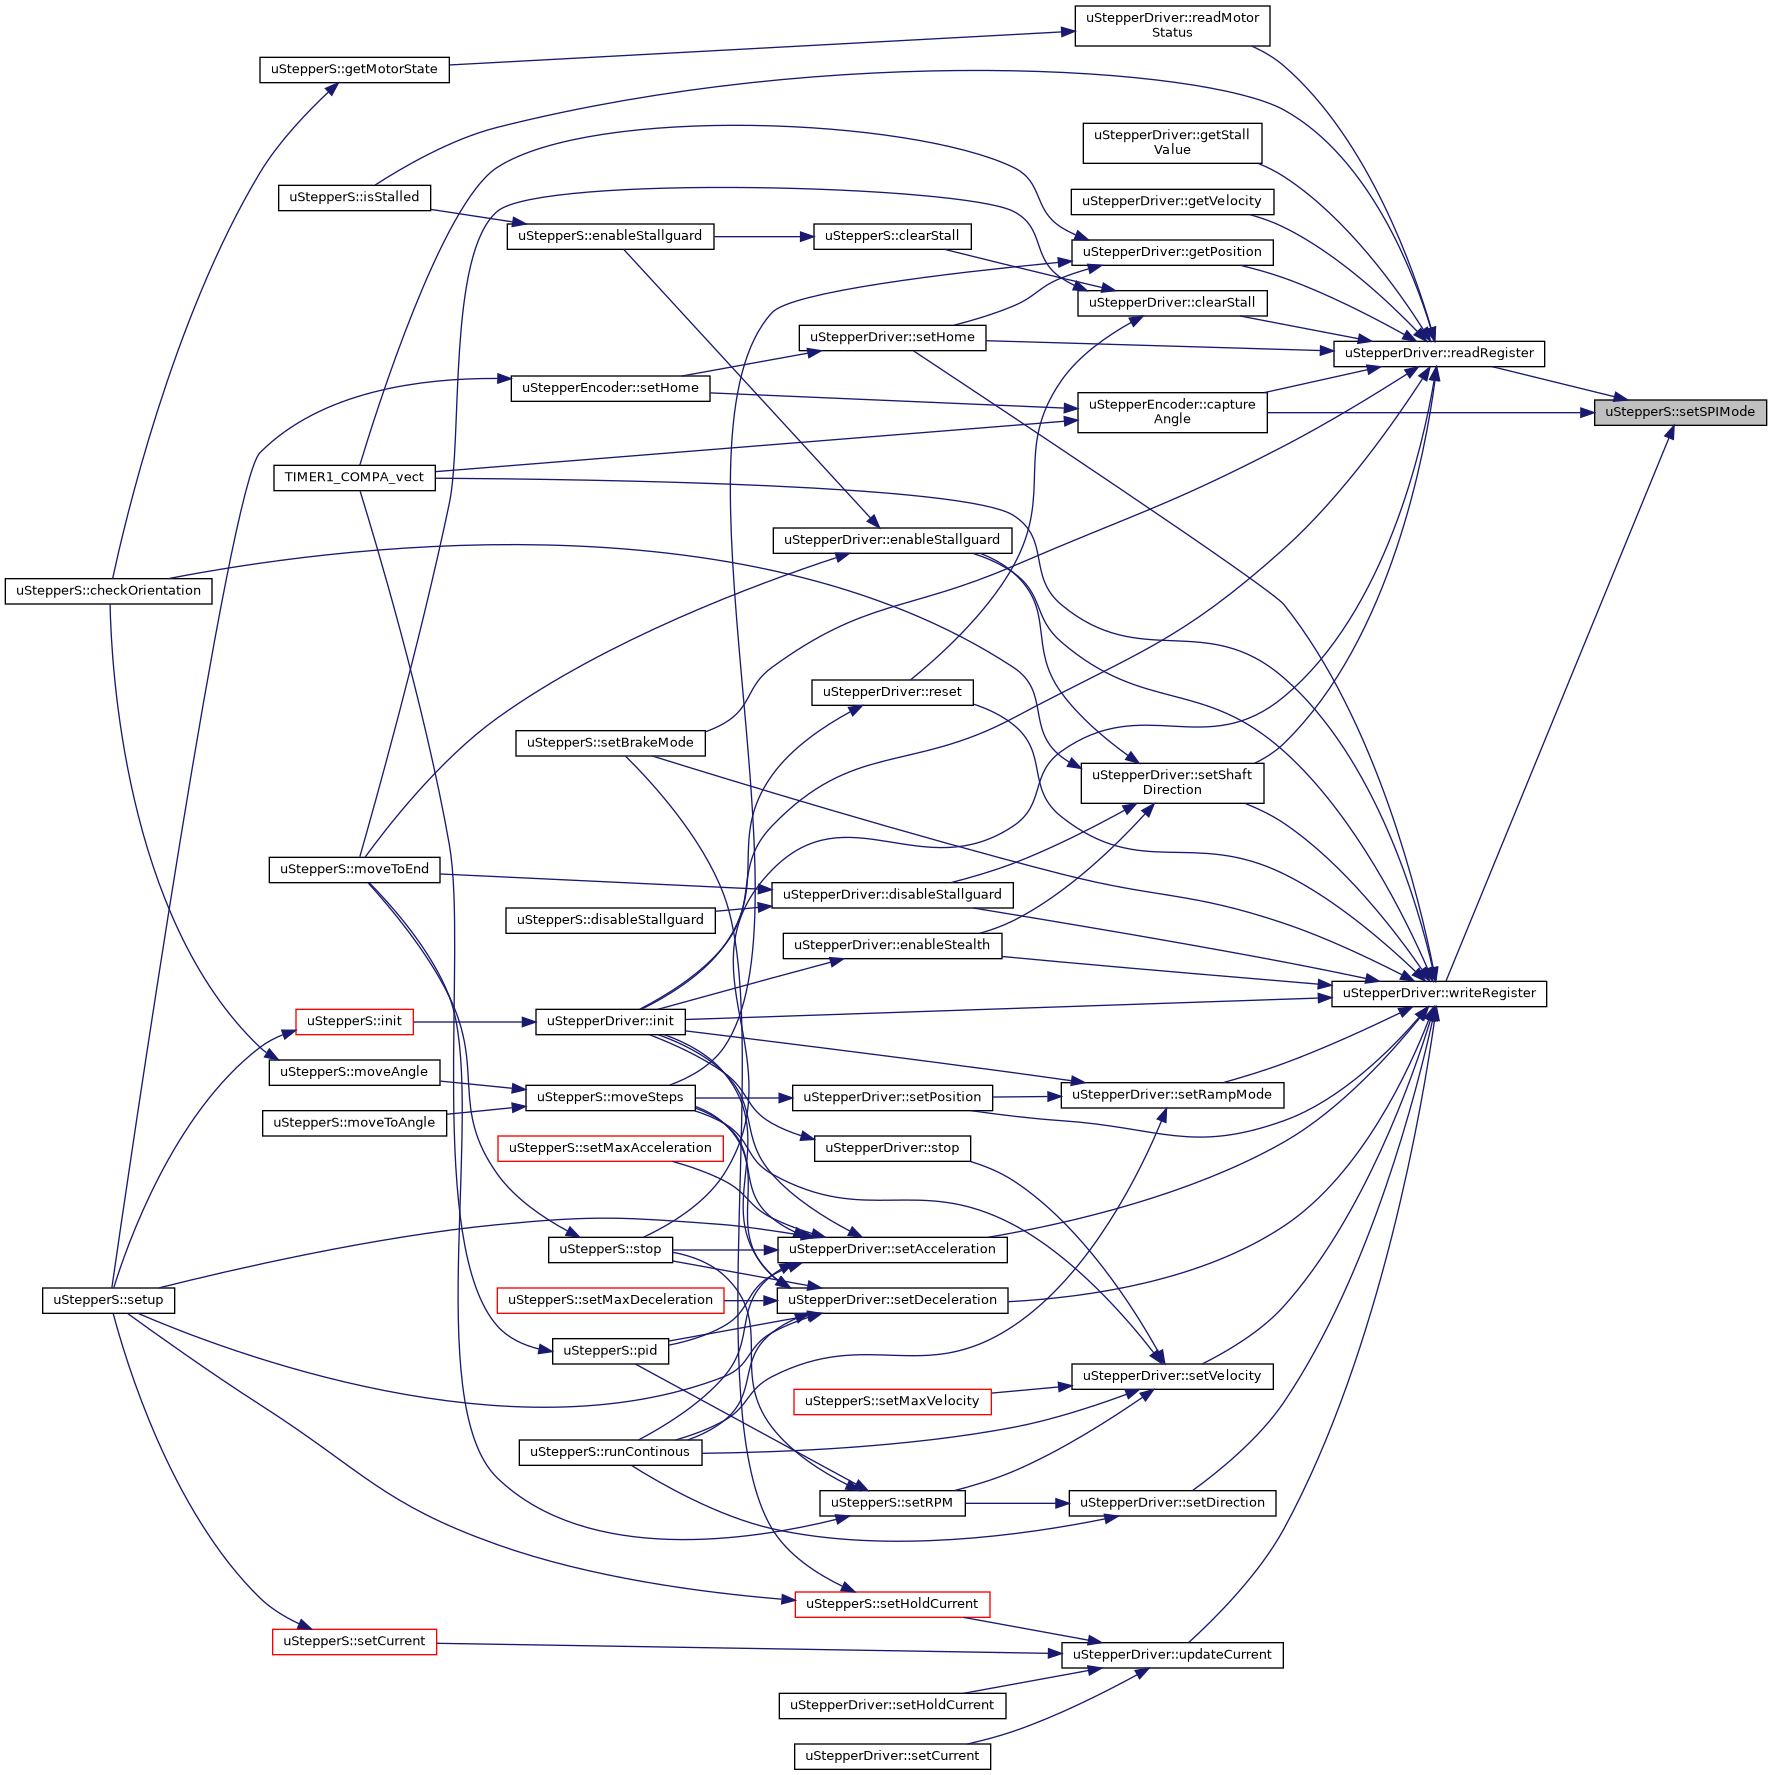 uStepperDriver::readMotor
Status
uStepperS::getMotorState
uStepperDriver::getStall
Value
uStepperS::isStalled
uStepperDriver::getVelocity
uStepperS::enableStallguard
uStepperS::clearStall
uStepperDriver::getPosition
uStepperDriver::clearStall
uStepperDriver::setHome
uStepperDriver::readRegister
uStepperEncoder::setHome
uStepperEncoder::capture
Angle
uStepperS::setSPIMode
TIMER1_COMPA_vect
uStepperDriver::enableStallguard
uStepperS::checkOrientation
uStepperDriver::reset
uStepperS::setBrakeMode
uStepperDriver::setShaft
Direction
uStepperS::moveToEnd
uStepperDriver::disableStallguard
uStepperS::disableStallguard
uStepperDriver::enableStealth
uStepperDriver::writeRegister
uStepperS::init
uStepperDriver::init
uStepperS::moveAngle
uStepperS::moveSteps
uStepperDriver::setPosition
uStepperDriver::setRampMode
uStepperS::moveToAngle
uStepperS::setMaxAcceleration
uStepperDriver::stop
uStepperS::stop
uStepperDriver::setAcceleration
uStepperS::setup
uStepperS::setMaxDeceleration
uStepperDriver::setDeceleration
uStepperS::pid
uStepperDriver::setVelocity
uStepperS::setMaxVelocity
uStepperS::runContinous
uStepperS::setRPM
uStepperDriver::setDirection
uStepperS::setHoldCurrent
uStepperS::setCurrent
uStepperDriver::updateCurrent
uStepperDriver::setHoldCurrent
uStepperDriver::setCurrent